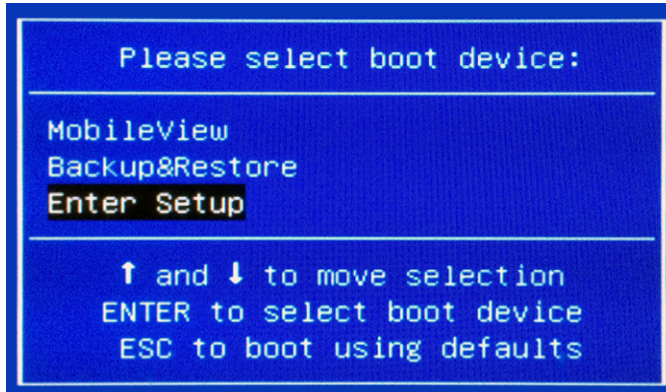 Please select boot device:
MobileView
Backup&Restore
Enter Setup
↑ and ↓ to move selection
ENTER to select boot device
ESC to boot using defaults